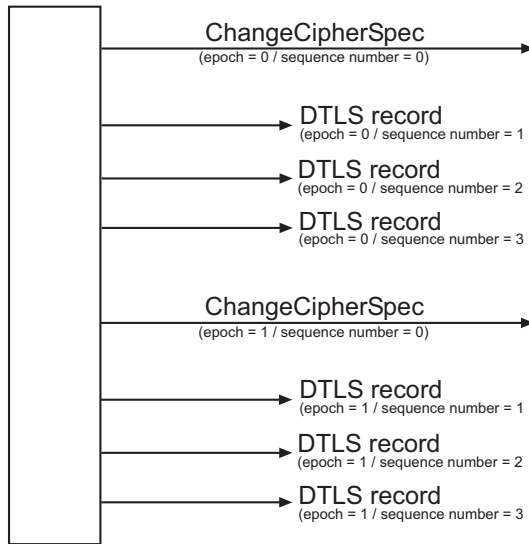 ChangeCipherSpec
(epoch = 0 / sequence number = 0)
DTLS record
(epoch = 0 / sequence number = 1
DTLS record
(epoch = 0 / sequence number = 2
DTLS record
(epoch = 0 / sequence number = 3
ChangeCipherSpec
(epoch = 1 / sequence number = 0)
DTLS record
(epoch = 1 / sequence number = 1
DTLS record
(epoch = 1 / sequence number = 2
DTLS record
(epoch = 1 / sequence number = 3